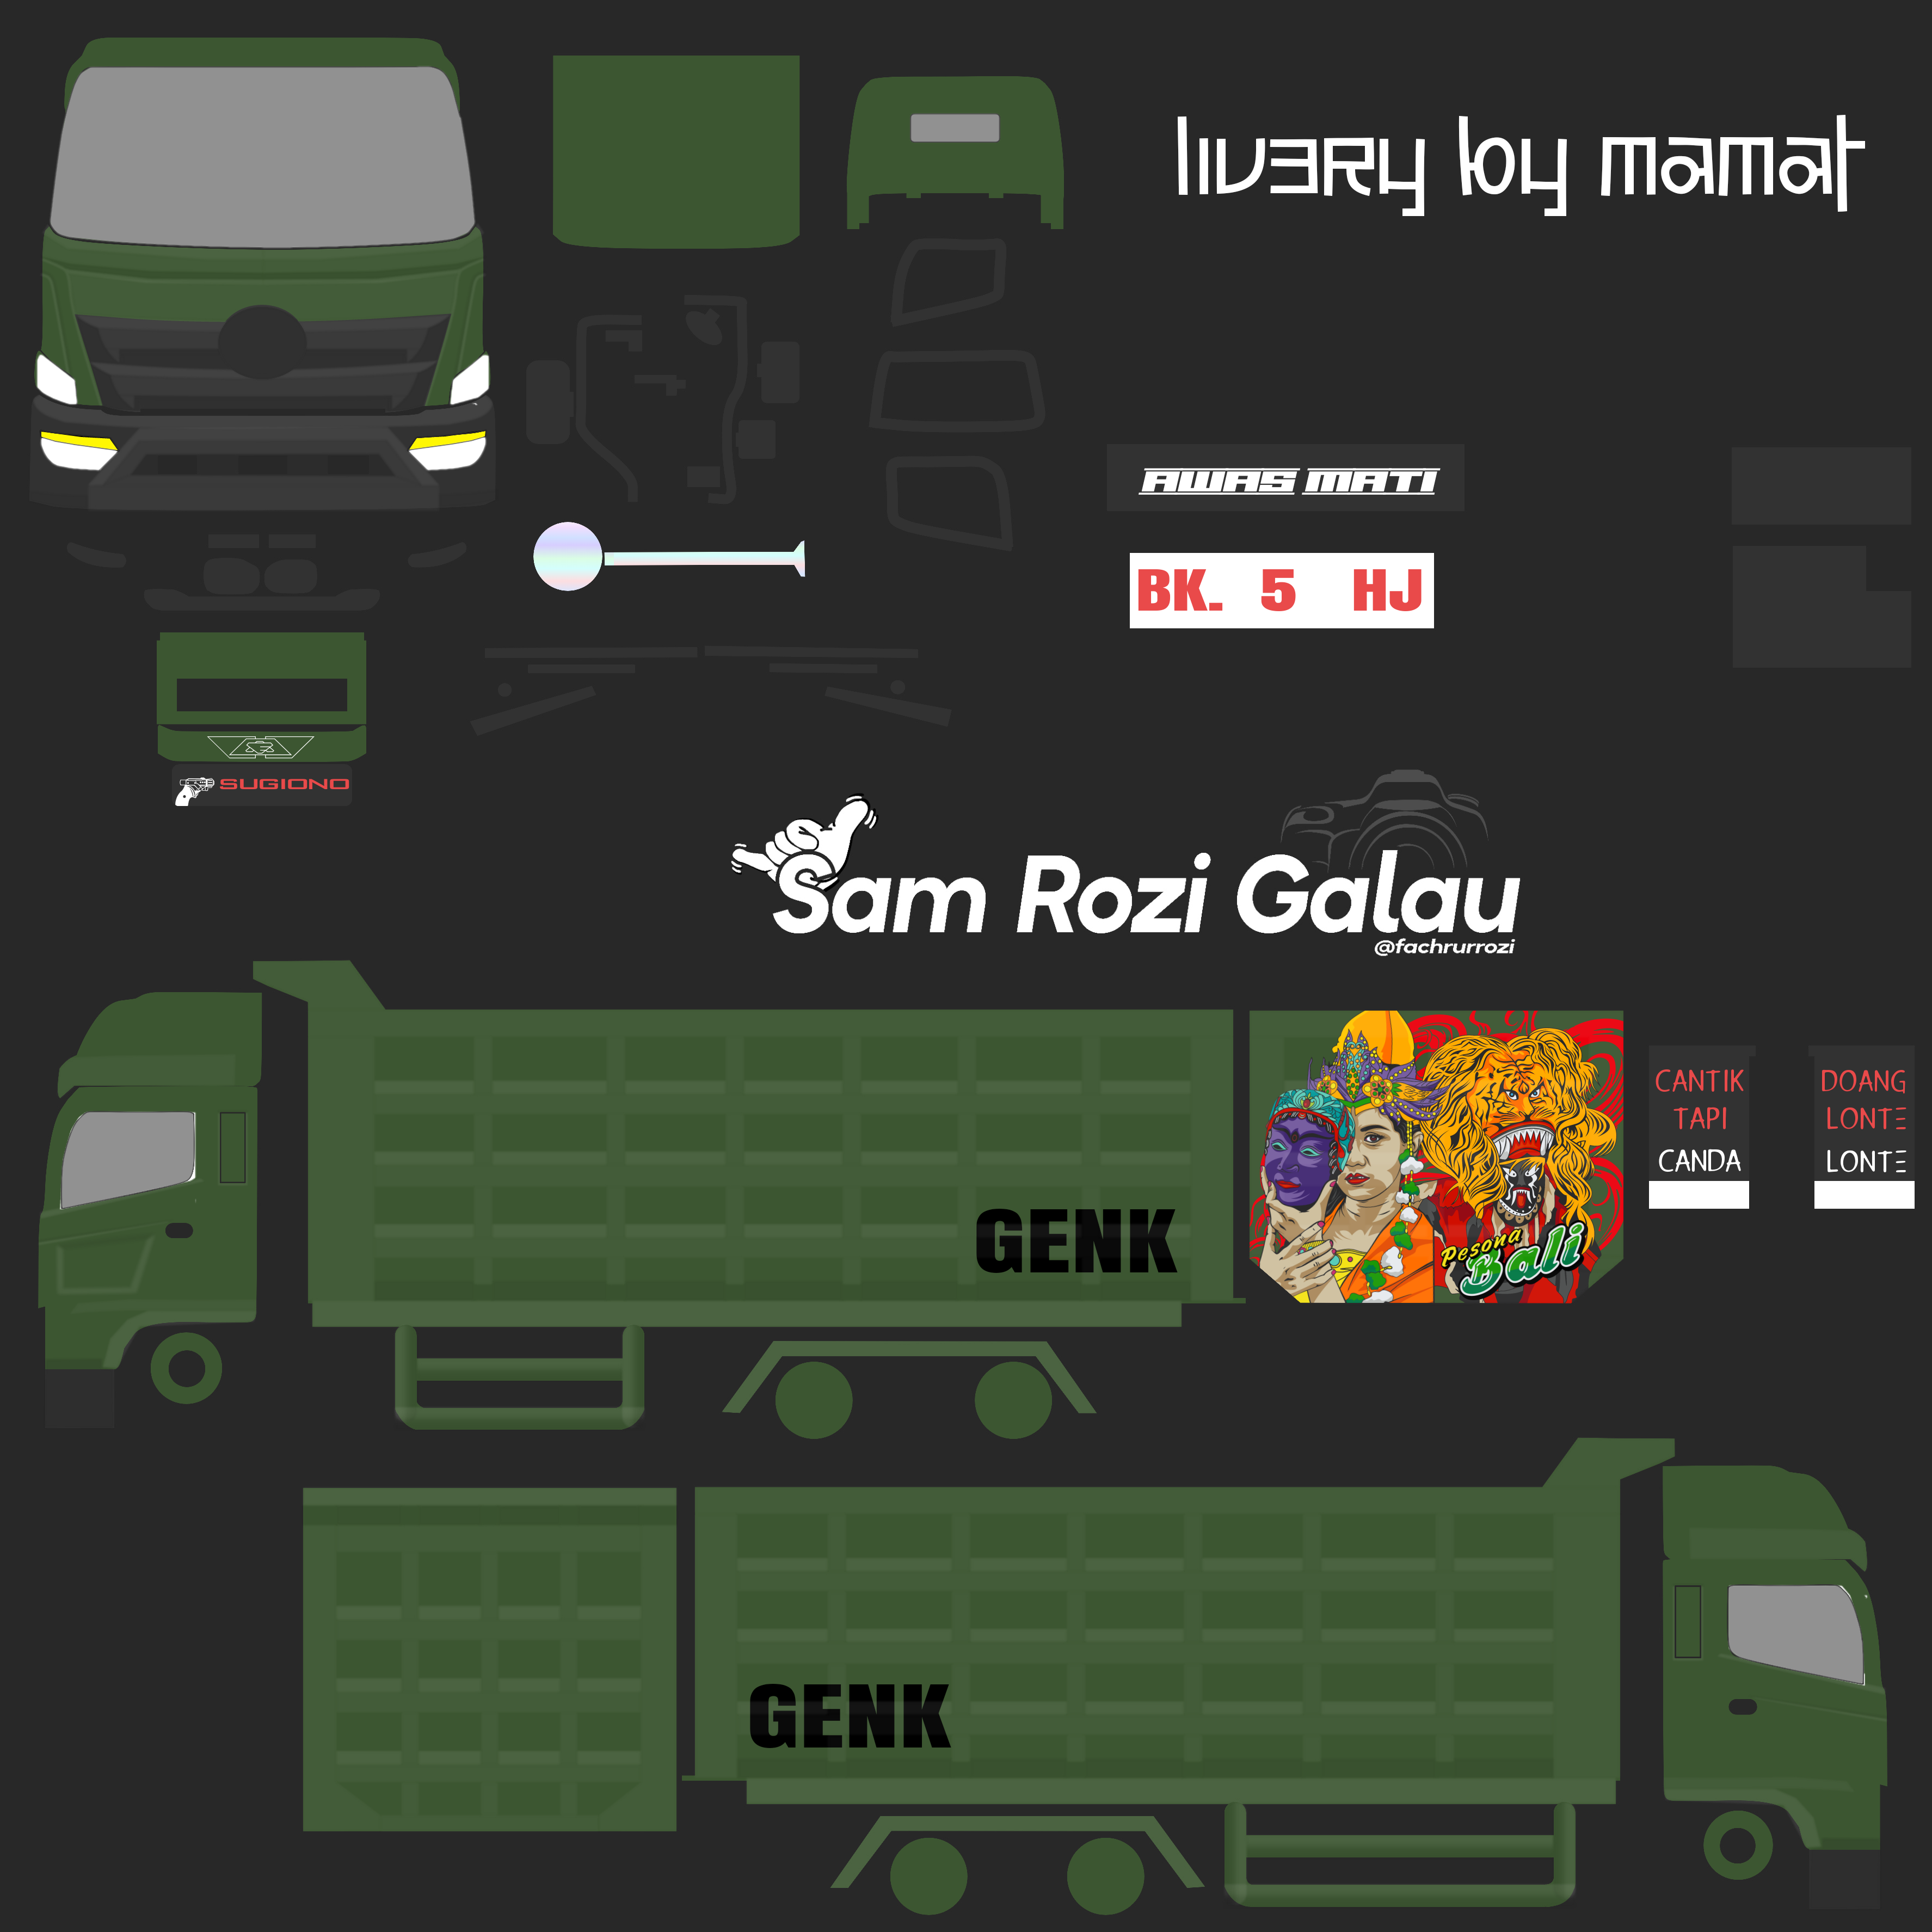 livery by mamat
AWAS MATI
BK. 5 HJ
SUGIONO
Sam Rozi Galau
@fachrurrozi
GENK
Pesona
Bali
CANTIK
TAPI
CANDA
DOANG
LONTE
LONTE
GENK